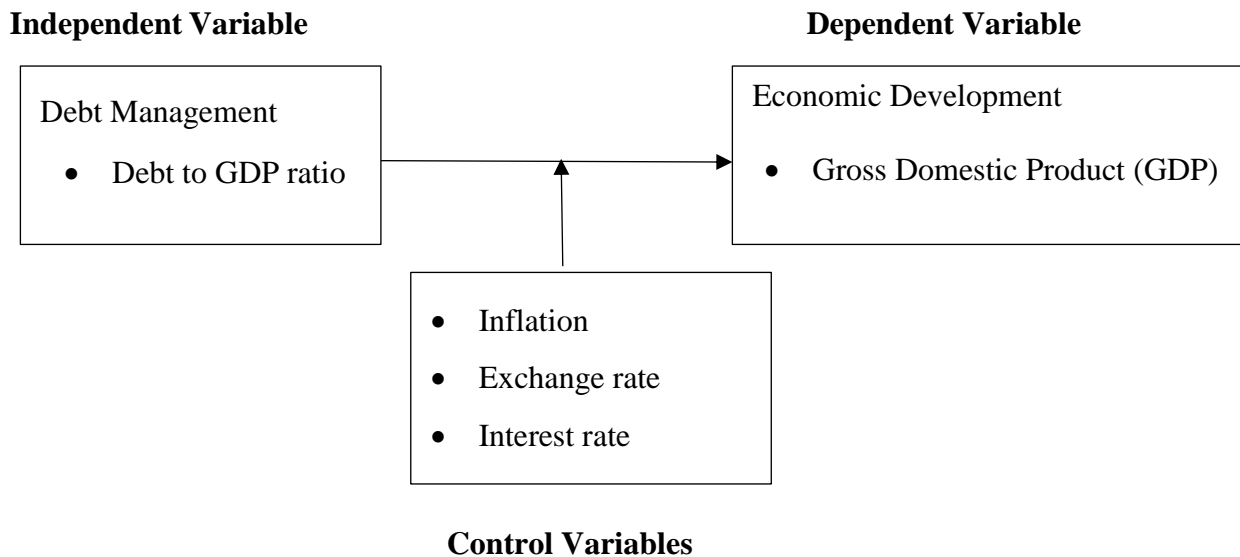 Independent Variable
Dependent Variable
Debt Management
• Debt to GDP ratio
Economic Development
• Gross Domestic Product (GDP)
• Inflation
• Exchange rate
• Interest rate
Control Variables